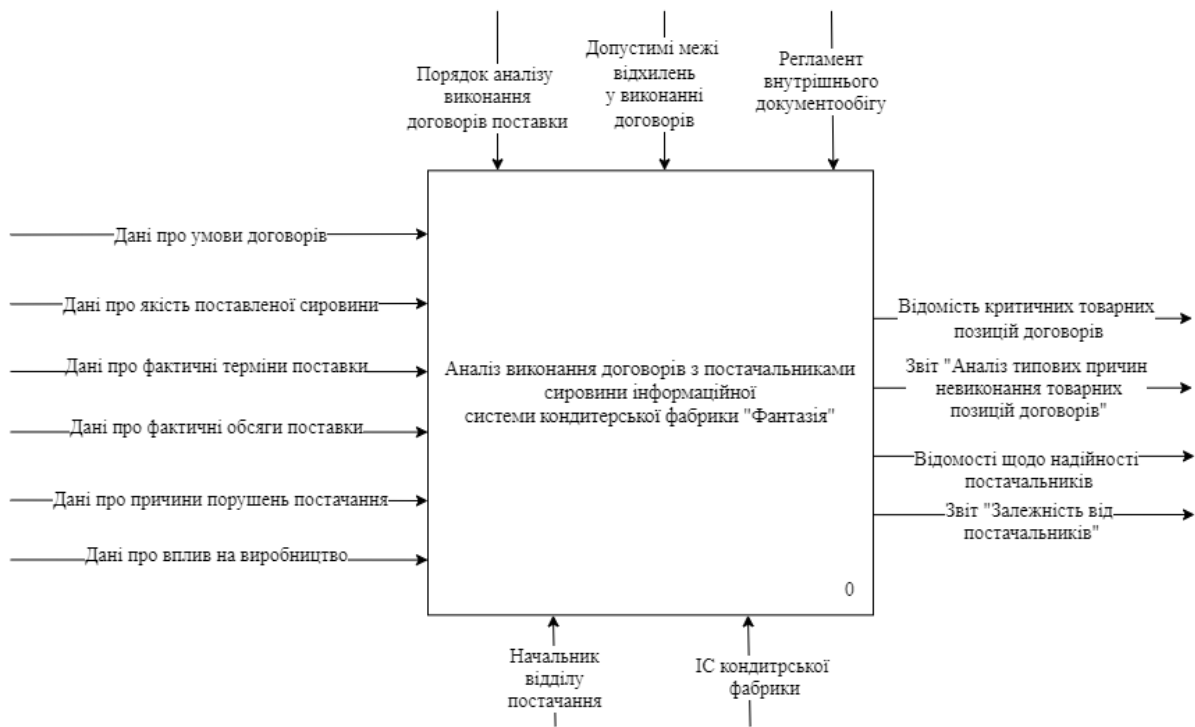 Порядок аналізу
виконання
договорів поставки
Допустимі межі
відхилень
у виконанні
договорів
Регламент
внутрішнього
документообігу
Дані про умови договорів
Дані про якість поставленої сировини
Дані про фактичні терміни поставки
Дані про фактичні обсяги поставки
Дані про причини порушень постачання
Дані про вплив на виробництво
Аналіз виконання договорів з постачальниками
сировини інформаційної
системи кондитерської фабрики "Фантазія"
0
Відомість критичних товарних
позицій договорів
Звіт "Аналіз типових причин
невиконання товарних
позицій договорів"
Відомості щодо надійності
постачальників
Звіт "Залежність від
постачальників"
Начальник
відділу
постачання
ІС кондитрської
фабрики